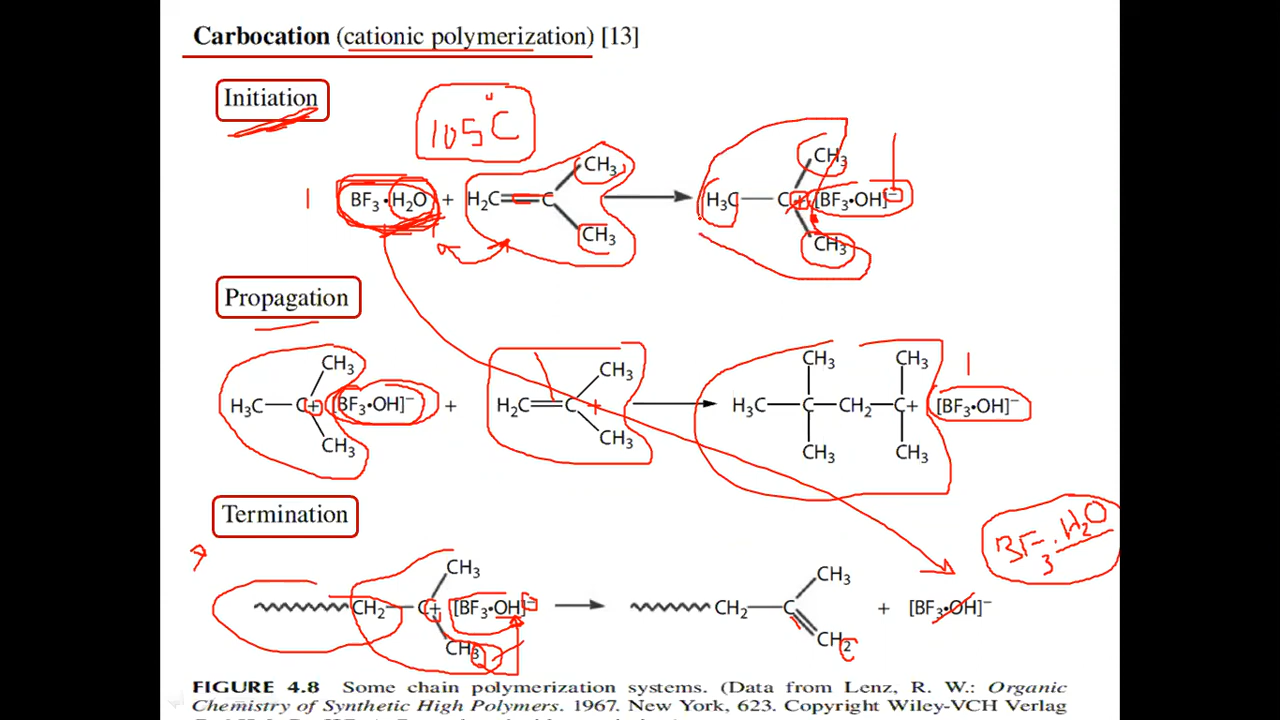 Carbocation (cationic polymerization) [13]
Initiation
105°C
1 BF₃•H₂O + H₂C=C CH₃ CH₃ → H₃C—C+ CH₃ CH₃ [BF₃•OH]⁻
Propagation
H₃C—C+ CH₃ CH₃ [BF₃•OH]⁻ + H₂C=C CH₃ CH₃ + → H₃C—C CH₃ CH₃ —CH₂—C+ CH₃ CH₃ [BF₃•OH]⁻
Termination
BF₃.H₂O
CH₂—C+ CH₃ CH₃ [BF₃•OH]⁻ → CH₂—C CH₃ CH₂ + [BF₃•OH]⁻
FIGURE 4.8 Some chain polymerization systems. (Data from Lenz, R. W.: Organic
Chemistry of Synthetic High Polymers. 1967. New York, 623. Copyright Wiley-VCH Verlag